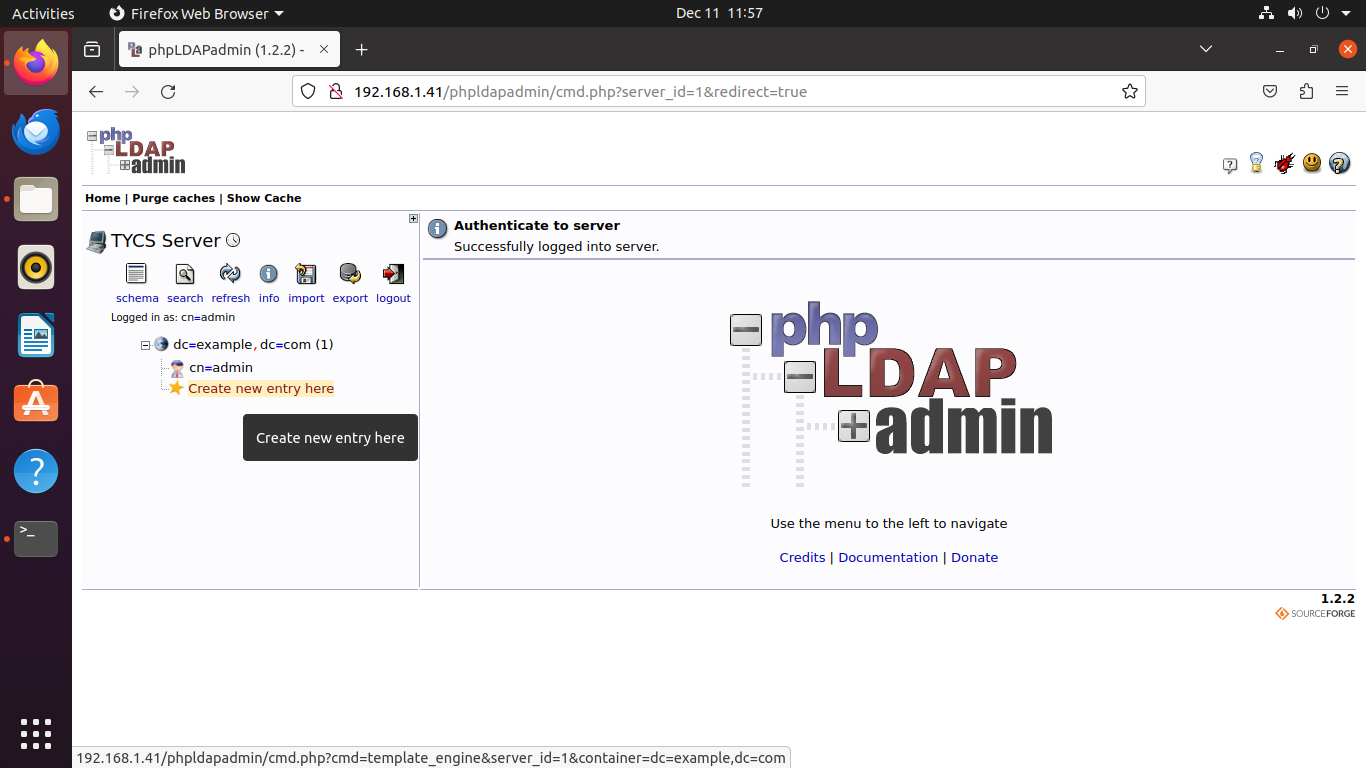 Activities Firefox Web Browser Dec 11 11:57
phpLDAPadmin (1.2.2) -
192.168.1.41/phpldapadmin/cmd.php?server_id=1&redirect=true
php
LDAP
admin
Home | Purge caches | Show Cache
TYCS Server
schema search refresh info import export logout
Logged in as: cn=admin
dc=example,dc=com (1)
cn=admin
Create new entry here
Create new entry here
Authenticate to server
Successfully logged into server.
php
LDAP
admin
Use the menu to the left to navigate
Credits | Documentation | Donate
1.2.2
SOURCEFORGE
192.168.1.41/phpldapadmin/cmd.php?cmd=template_engine&server_id=1&container=dc=example,dc=com